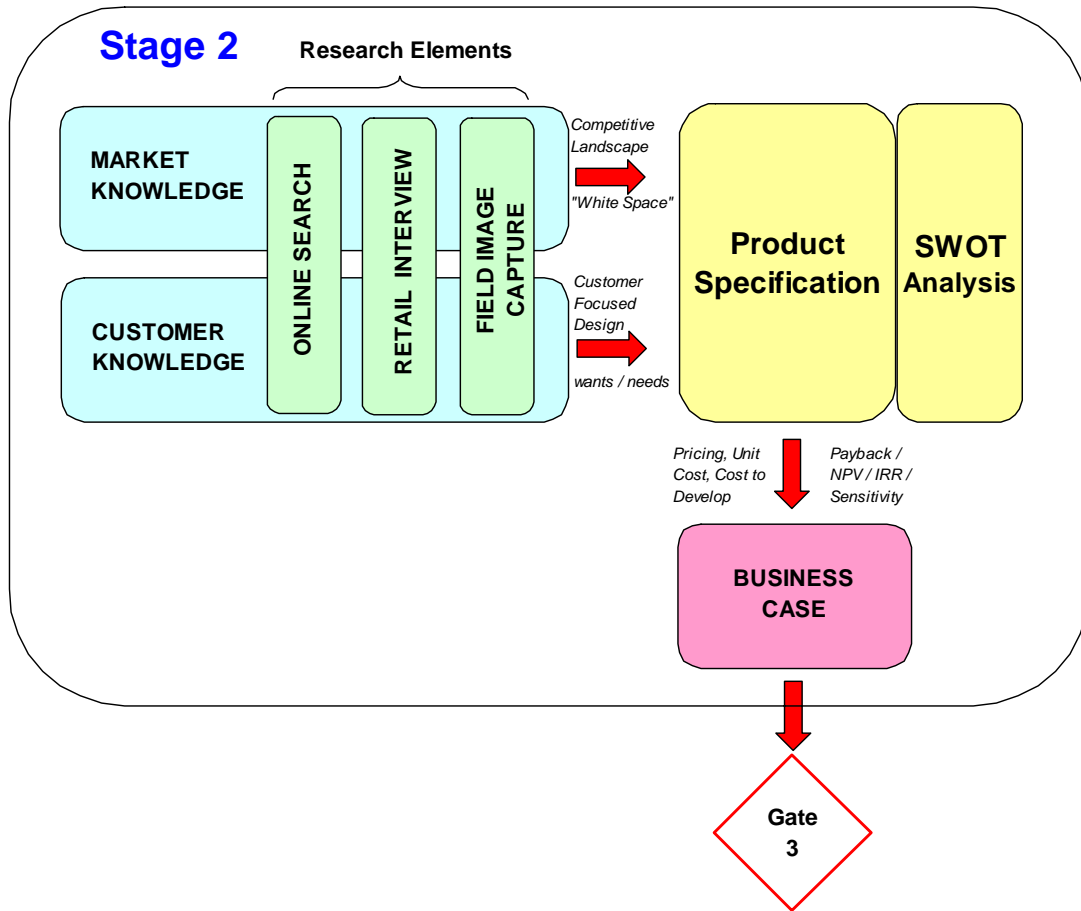 Stage 2
Research Elements
MARKET
KNOWLEDGE
CUSTOMER
KNOWLEDGE
ONLINE SEARCH
RETAIL INTERVIEW
FIELD IMAGE
CAPTURE
Competitive
Landscape
"White Space"
Customer
Focused
Design
wants / needs
Product
Specification
SWOT
Analysis
Pricing, Unit
Cost, Cost to
Develop
Payback /
NPV / IRR /
Sensitivity
BUSINESS
CASE
Gate
3